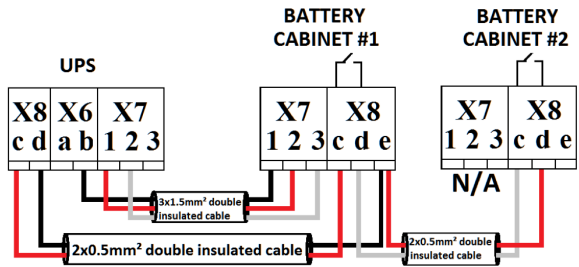 BATTERY
CABINET #1
BATTERY
CABINET #2
UPS
X8 X6 X7
c d a b 1 2 3
X7 X8
1 2 3 c d e
X7 X8
1 2 3 c d e
N/A
3x1.5mm² double
insulated cable
2x0.5mm² double insulated cable
2x0.5mm² double
insulated cable